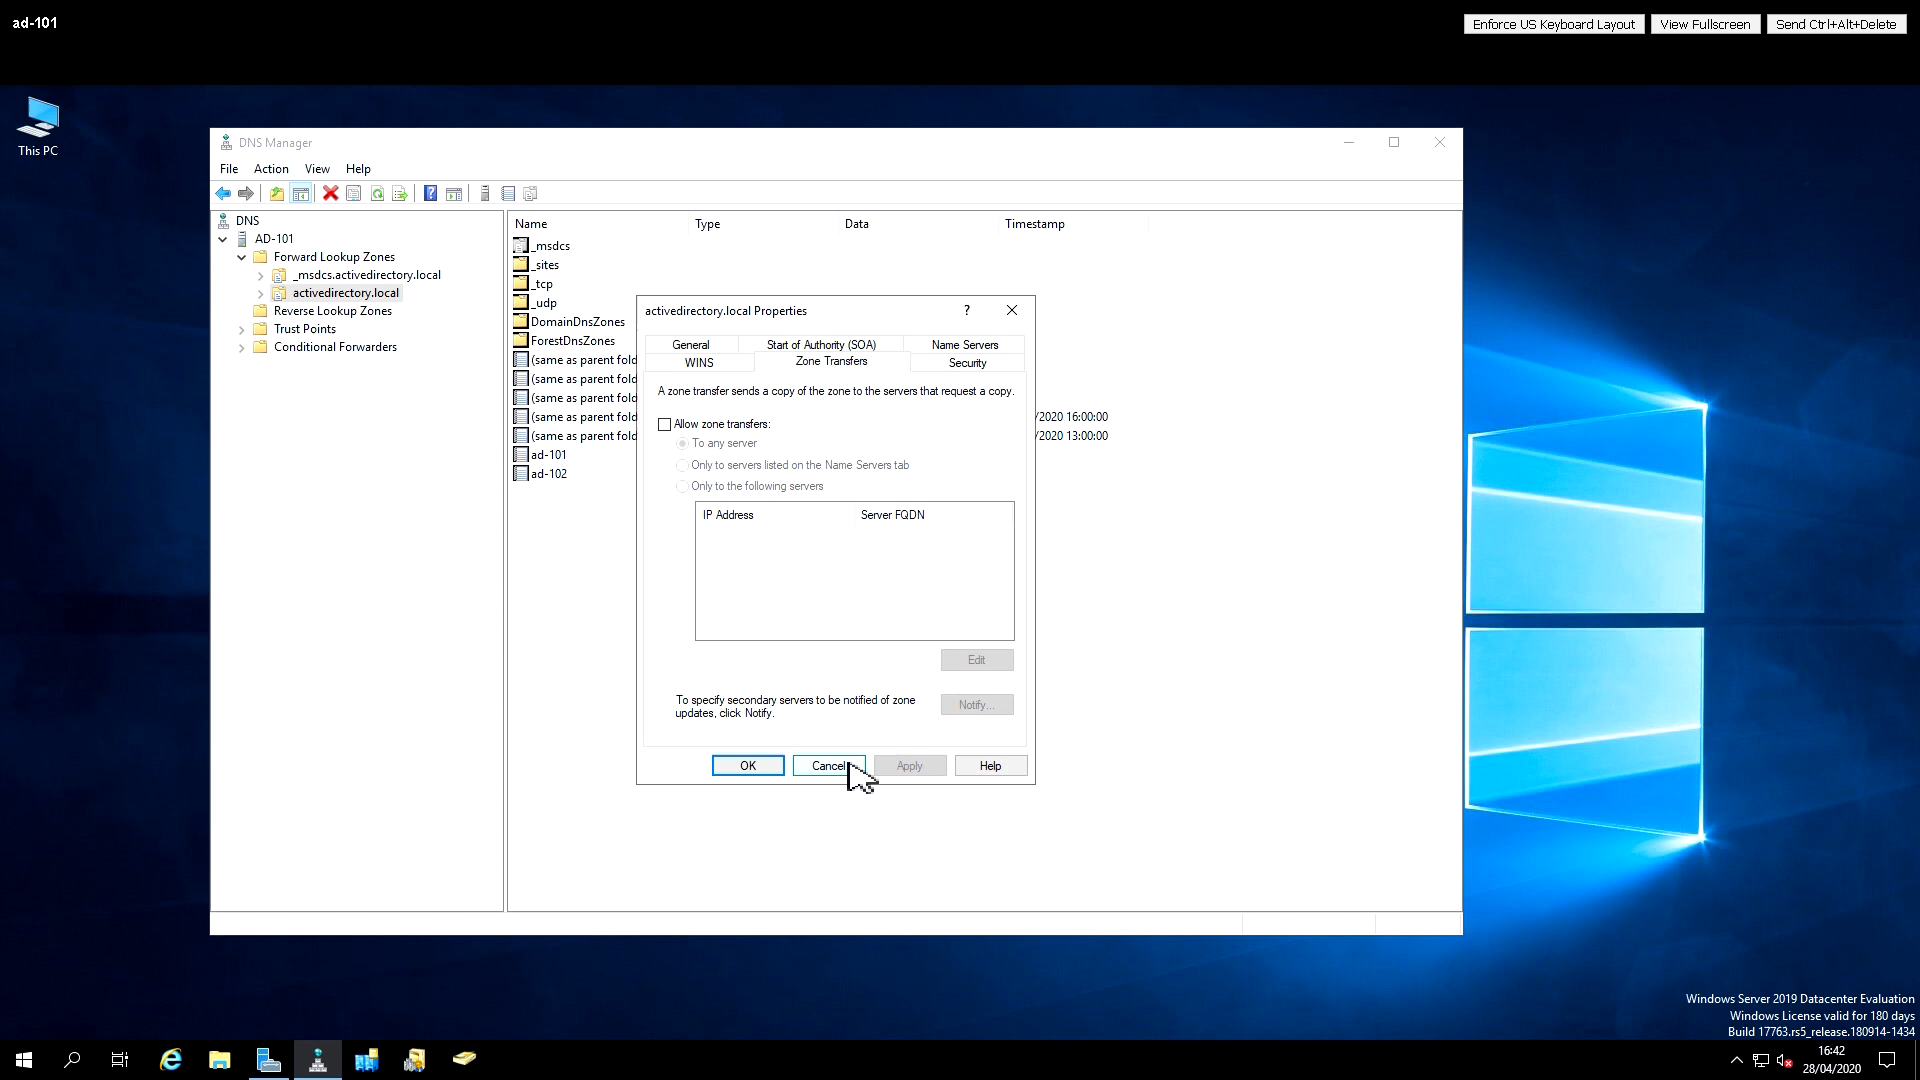 ad-101
Enforce US Keyboard Layout
View Fullscreen
Send Ctrl+Alt+Delete
This PC
DNS Manager
File Action View Help
DNS
AD-101
Forward Lookup Zones
_msdcs.activedirectory.local
activedirectory.local
Reverse Lookup Zones
Trust Points
Conditional Forwarders
Name Type Data Timestamp
_msdcs
_sites
_tcp
_udp
DomainDnsZones
ForestDnsZones
(same as parent fold
(same as parent fold
(same as parent fold
(same as parent fold /2020 16:00:00
(same as parent fold /2020 13:00:00
ad-101
ad-102
activedirectory.local Properties
?
General Start of Authority (SOA) Name Servers
WINS Zone Transfers Security
A zone transfer sends a copy of the zone to the servers that request a copy.
Allow zone transfers:
To any server
Only to servers listed on the Name Servers tab
Only to the following servers
IP Address Server FQDN
Edit
To specify secondary servers to be notified of zone
updates, click Notify.
Notify...
OK Cancel Apply Help
Windows Server 2019 Datacenter Evaluation
Windows License valid for 180 days
Build 17763.rs5_release.180914-1434
16:42
28/04/2020